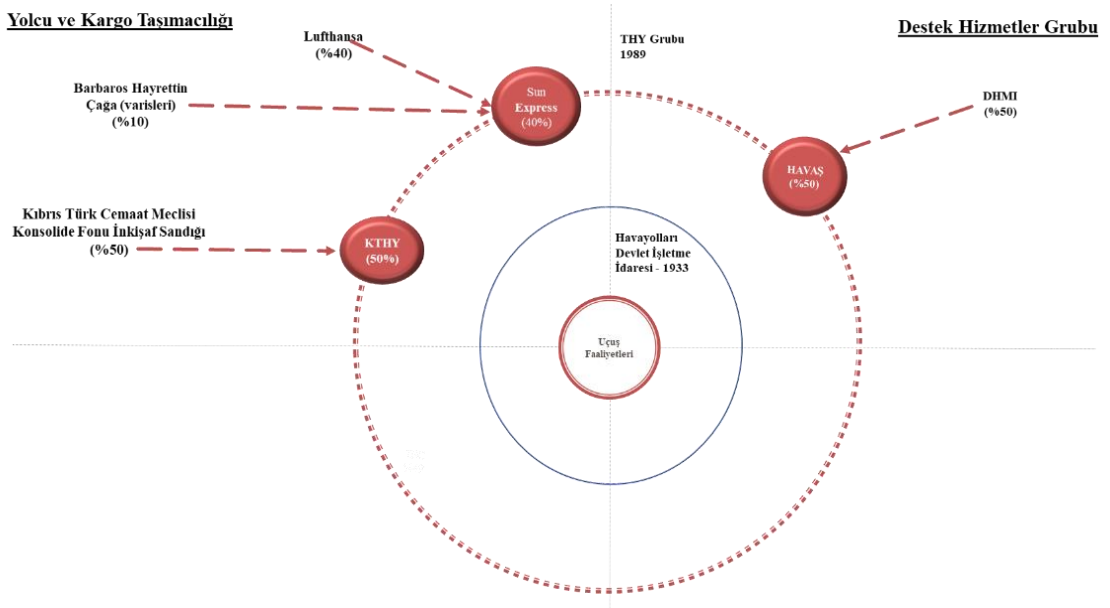 Yolcu ve Kargo Taşımacılığı
Destek Hizmetler Grubu
Lufthansa
(%40)
THY Grubu
1989
Barbaros Hayrettin
Çağa (varisleri)
(%10)
Sun
Express
(40%)
DHMI
(%50)
HAVAŞ
(%50)
Kıbrıs Türk Cemaat Meclisi
Konsolide Fonu İnkişaf Sandığı
(%50)
KTHY
(50%)
Havayolları
Devlet İşletme
İdaresi - 1933
Uçuş
Faaliyetleri